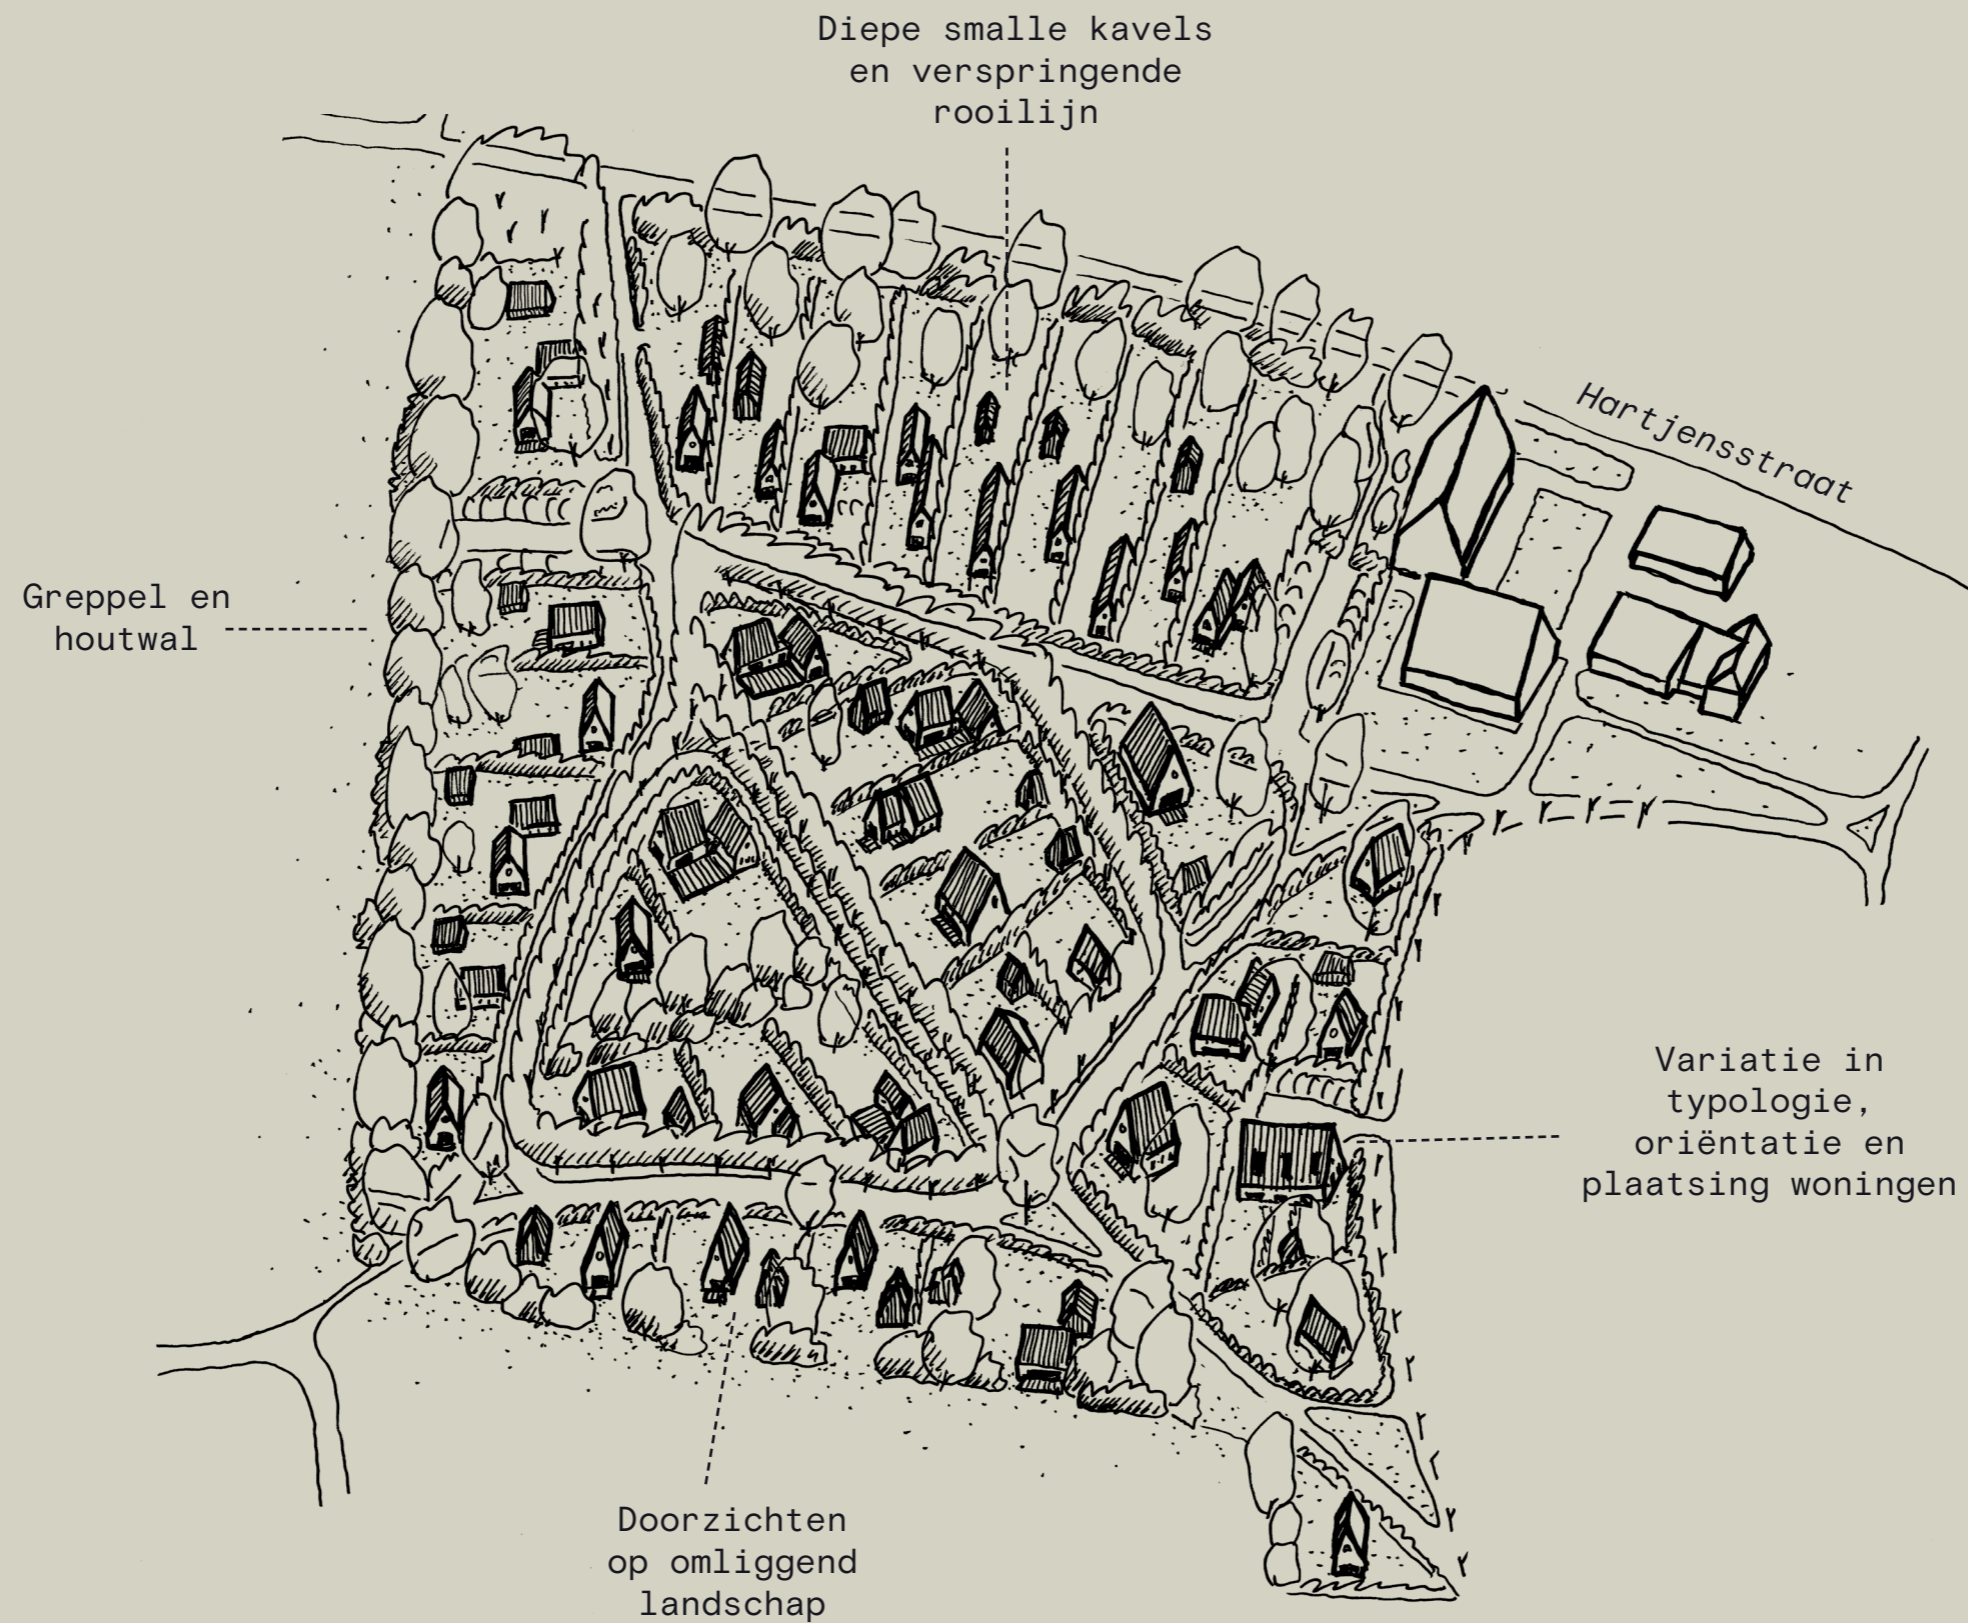 Diepe smalle kavels
en verspringende
rooilijn
Hartjensstraat
Greppel en
houtwal
Variatie in
typologie,
oriëntatie en
plaatsing woningen
Doorzichten
op omliggend
landschap